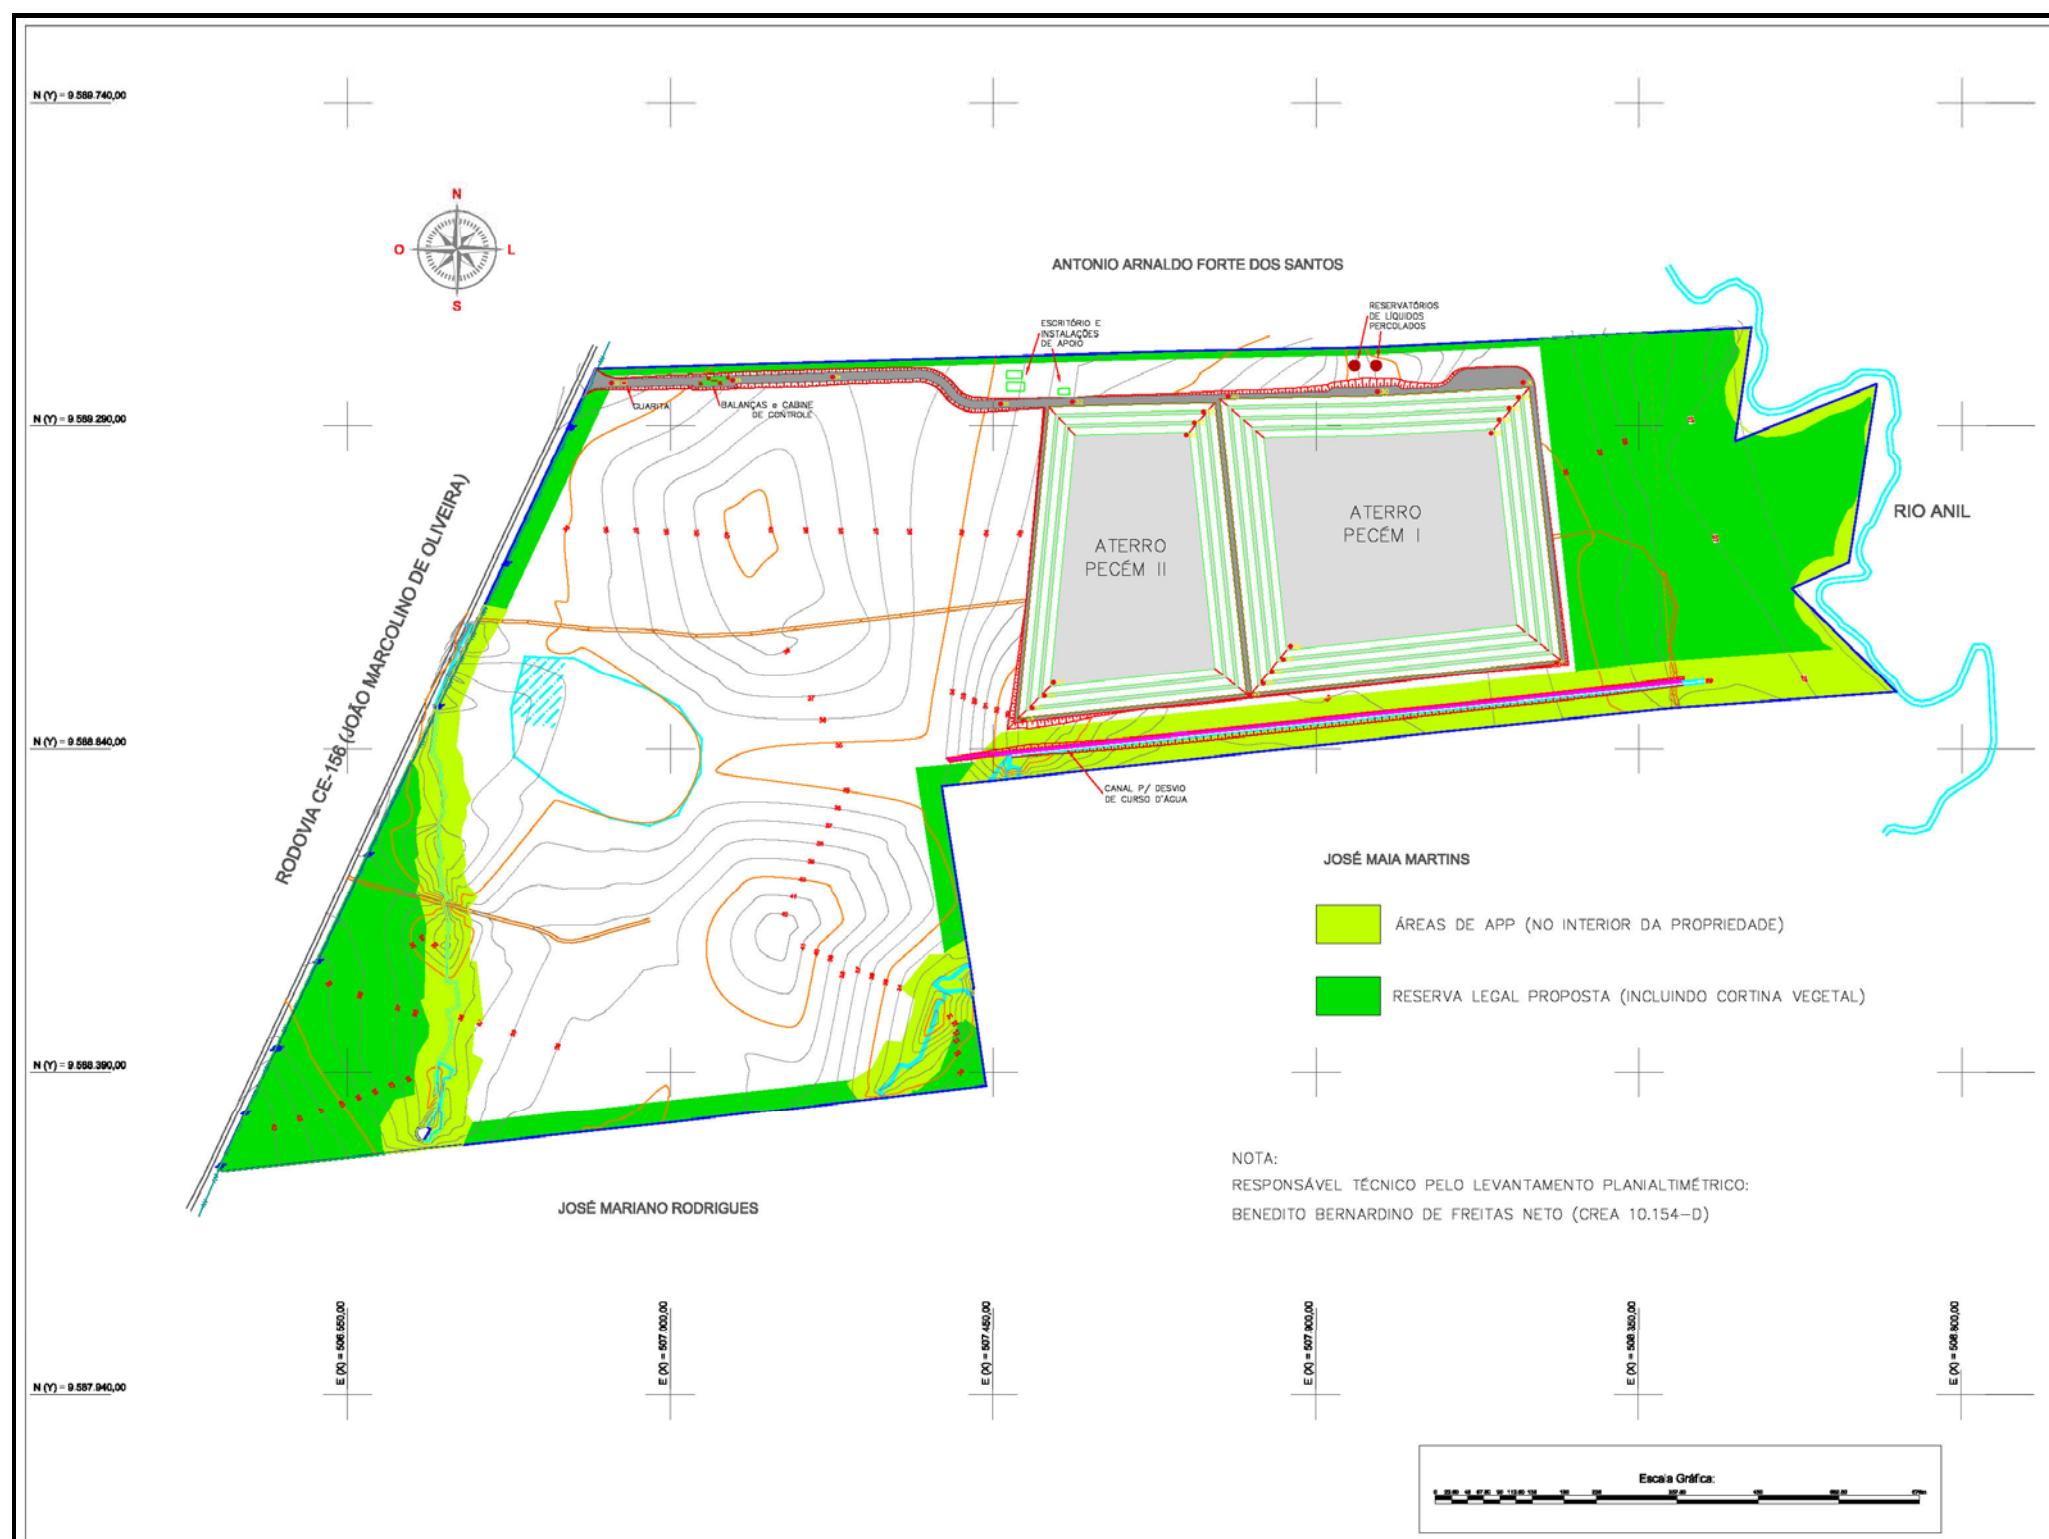 N (Y) = 9.589.740,00
N
O
L
S
ANTONIO ARNALDO FORTE DOS SANTOS
RESERVATÓRIOS
DE LÍQUIDOS
PERCOLADOS
ESCRITÓRIO E
INSTALAÇÕES
DE APOIO
N (Y) = 9.589.290,00
GUARITA
BALANÇAS e CABINE
DE CONTROLE
RODOVIA CE-156 (JOÃO MARCOLINO DE OLIVEIRA)
ATERRO
PECÉM I
RIO ANIL
ATERRO
PECÉM II
N (Y) = 9.588.840,00
CANAL P/ DESVIO
DE CURSO D'ÁGUA
JOSÉ MAIA MARTINS
ÁREAS DE APP (NO INTERIOR DA PROPRIEDADE)
RESERVA LEGAL PROPOSTA (INCLUINDO CORTINA VEGETAL)
N (Y) = 9.588.390,00
NOTA:
RESPONSÁVEL TÉCNICO PELO LEVANTAMENTO PLANIALTIMÉTRICO:
BENEDITO BERNARDINO DE FREITAS NETO (CREA 10.154-D)
JOSÉ MARIANO RODRIGUES
E (X) = 506.550,00
E (X) = 507.000,00
E (X) = 507.450,00
E (X) = 507.900,00
E (X) = 508.350,00
E (X) = 508.800,00
N (Y) = 9.587.940,00
Escala Gráfica: